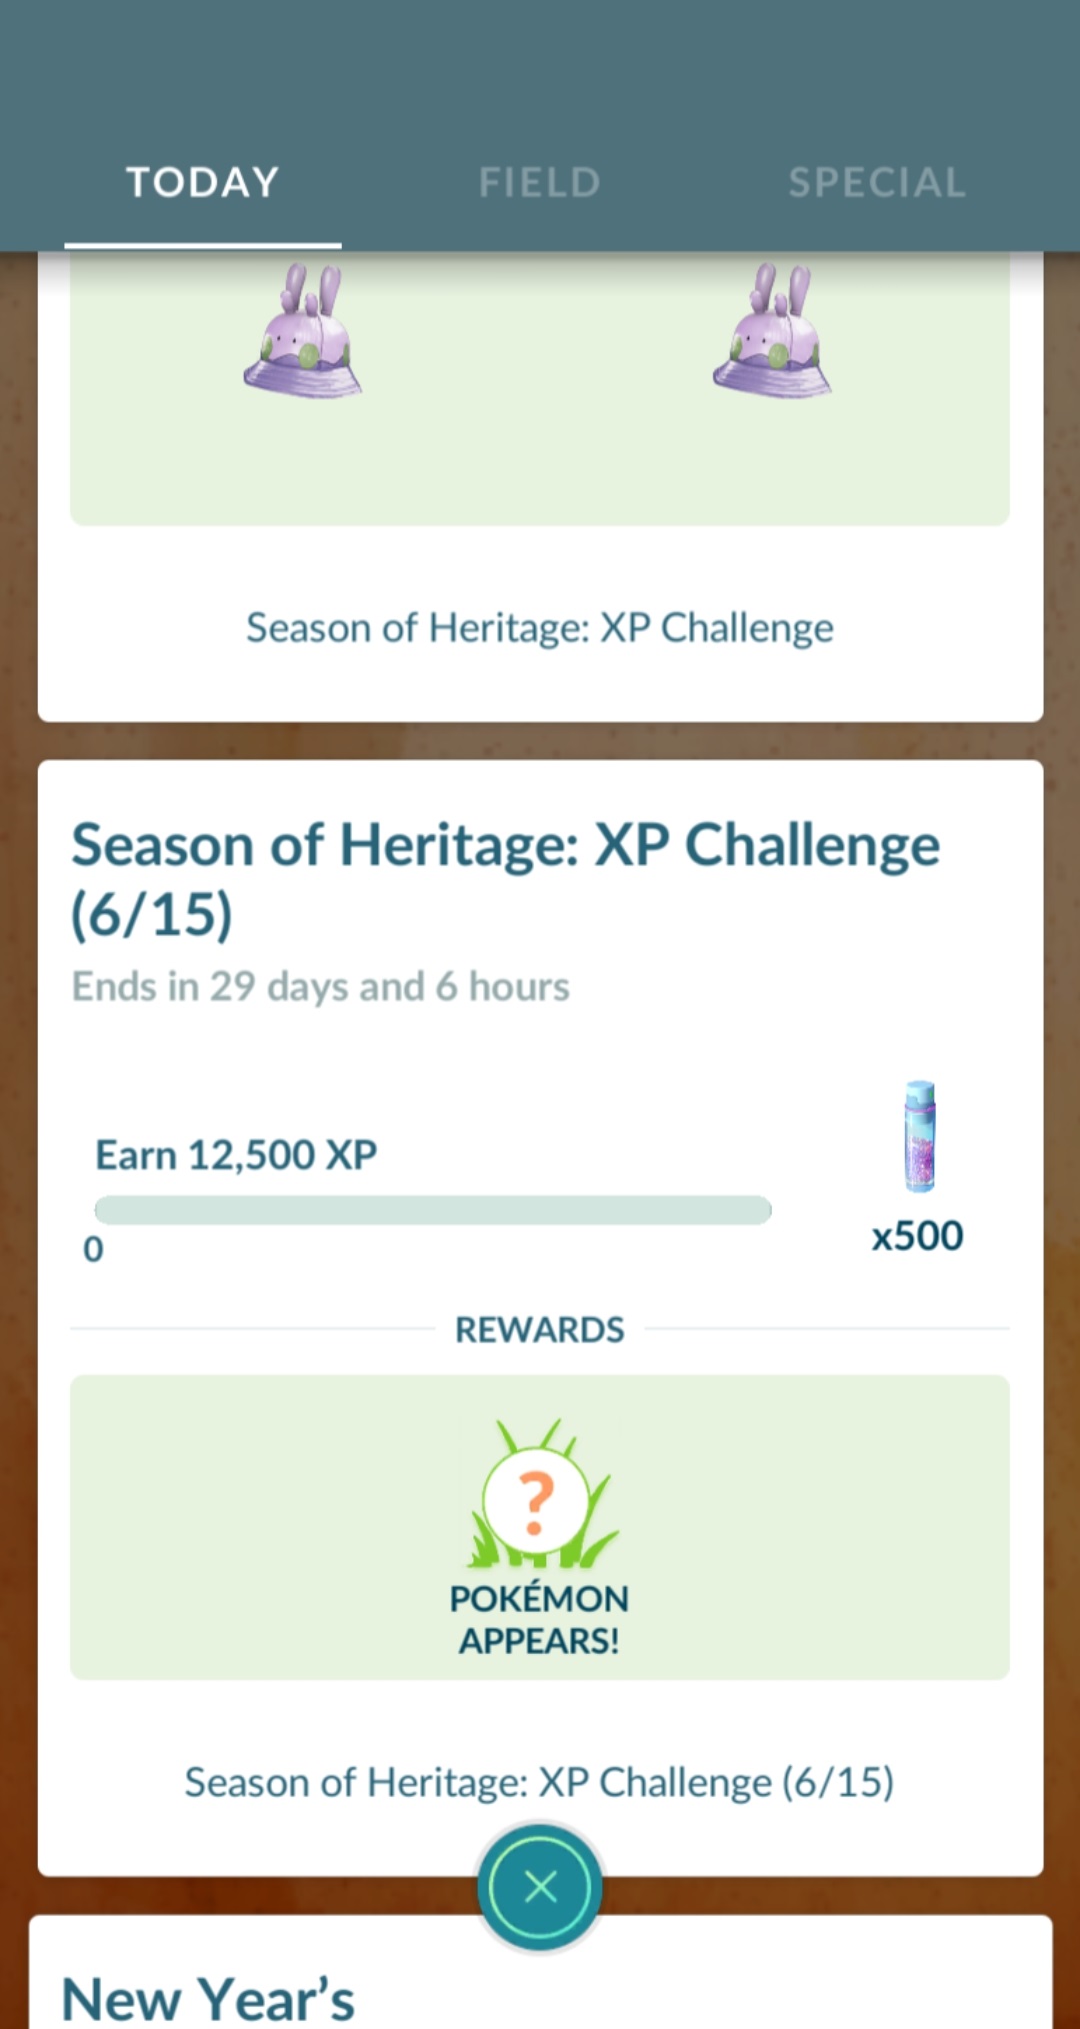 TODAY
FIELD
SPECIAL
Season of Heritage: XP Challenge
Season of Heritage: XP Challenge
(6/15)
Ends in 29 days and 6 hours
Earn 12,500 XP
0
x500
REWARDS
?
POKÉMON
APPEARS!
Season of Heritage: XP Challenge (6/15)
New Year’s